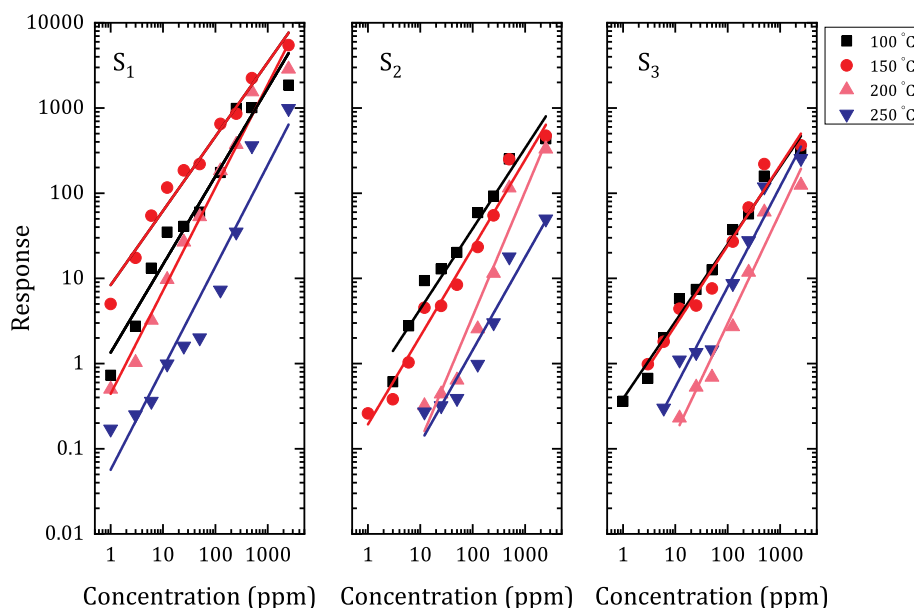 10000
1000
100
10
1
0.1
0.01
Response
S1
S2
S3
100 °C
150 °C
200 °C
250 °C
1 10 100 1000
1 10 100 1000
1 10 100 1000
Concentration (ppm)
Concentration (ppm)
Concentration (ppm)